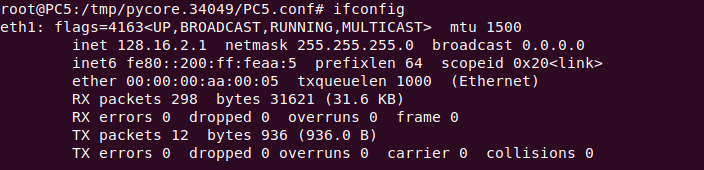 root@PC5:/tmp/pycore.34049/PC5.conf# ifconfig
eth1: flags=4163<UP,BROADCAST,RUNNING,MULTICAST>  mtu 1500
        inet 128.16.2.1  netmask 255.255.255.0  broadcast 0.0.0.0
        inet6 fe80::200:ff:feaa:5  prefixlen 64  scopeid 0x20<link>
        ether 00:00:00:aa:00:05  txqueuelen 1000  (Ethernet)
        RX packets 298  bytes 31621 (31.6 KB)
        RX errors 0  dropped 0  overruns 0  frame 0
        TX packets 12  bytes 936 (936.0 B)
        TX errors 0  dropped 0 overruns 0  carrier 0  collisions 0